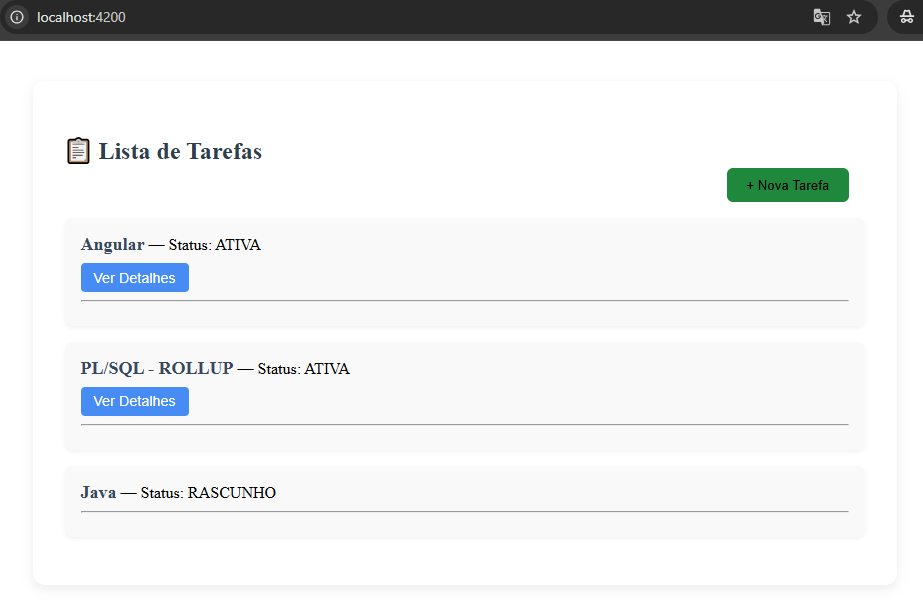 localhost:4200
Lista de Tarefas
+ Nova Tarefa
Angular — Status: ATIVA
Ver Detalhes
PL/SQL - ROLLUP — Status: ATIVA
Ver Detalhes
Java — Status: RASCUNHO